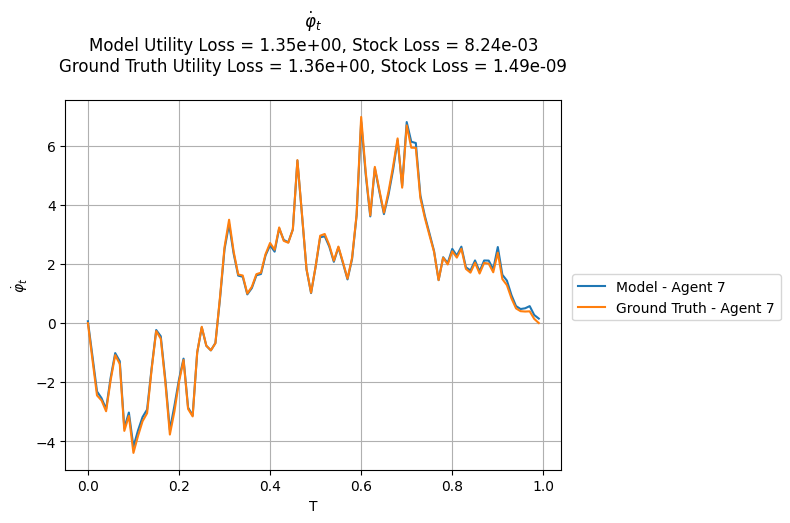 φ̇ₜ
Model Utility Loss = 1.35e+00, Stock Loss = 8.24e-03
Ground Truth Utility Loss = 1.36e+00, Stock Loss = 1.49e-09
φ̇ₜ
6
4
2
0
−2
−4
0.0 0.2 0.4 0.6 0.8 1.0
T
Model - Agent 7
Ground Truth - Agent 7